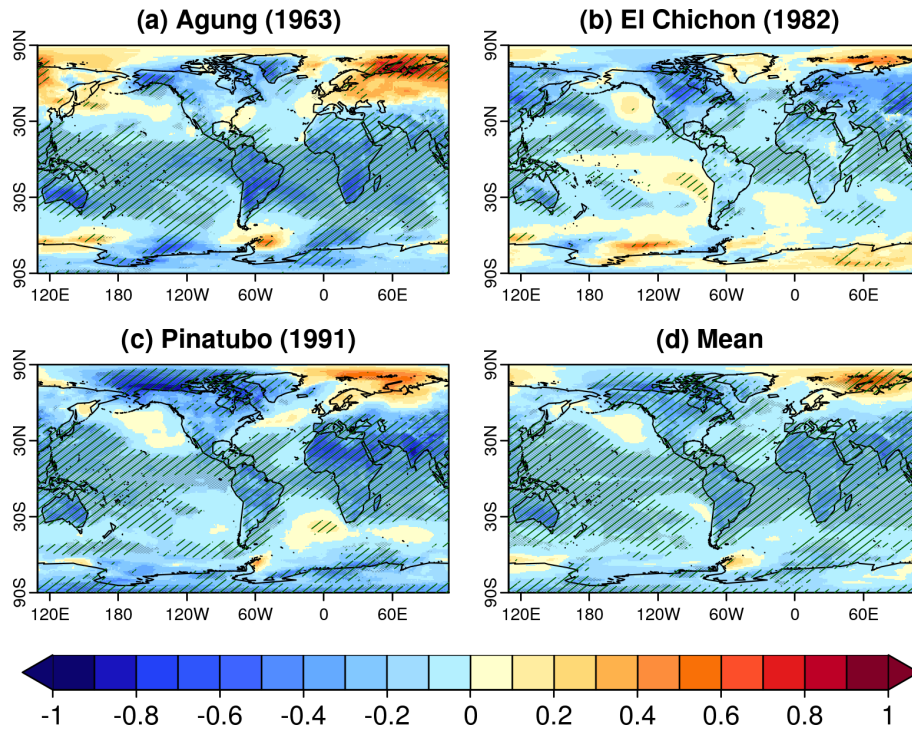 (a) Agung (1963)
90N
30N
30S
90S
120E 180 120W 60W 0 60E
(b) El Chichon (1982)
90N
30N
30S
90S
120E 180 120W 60W 0 60E
(c) Pinatubo (1991)
90N
30N
30S
90S
120E 180 120W 60W 0 60E
(d) Mean
90N
30N
30S
90S
120E 180 120W 60W 0 60E
-1 -0.8 -0.6 -0.4 -0.2 0 0.2 0.4 0.6 0.8 1